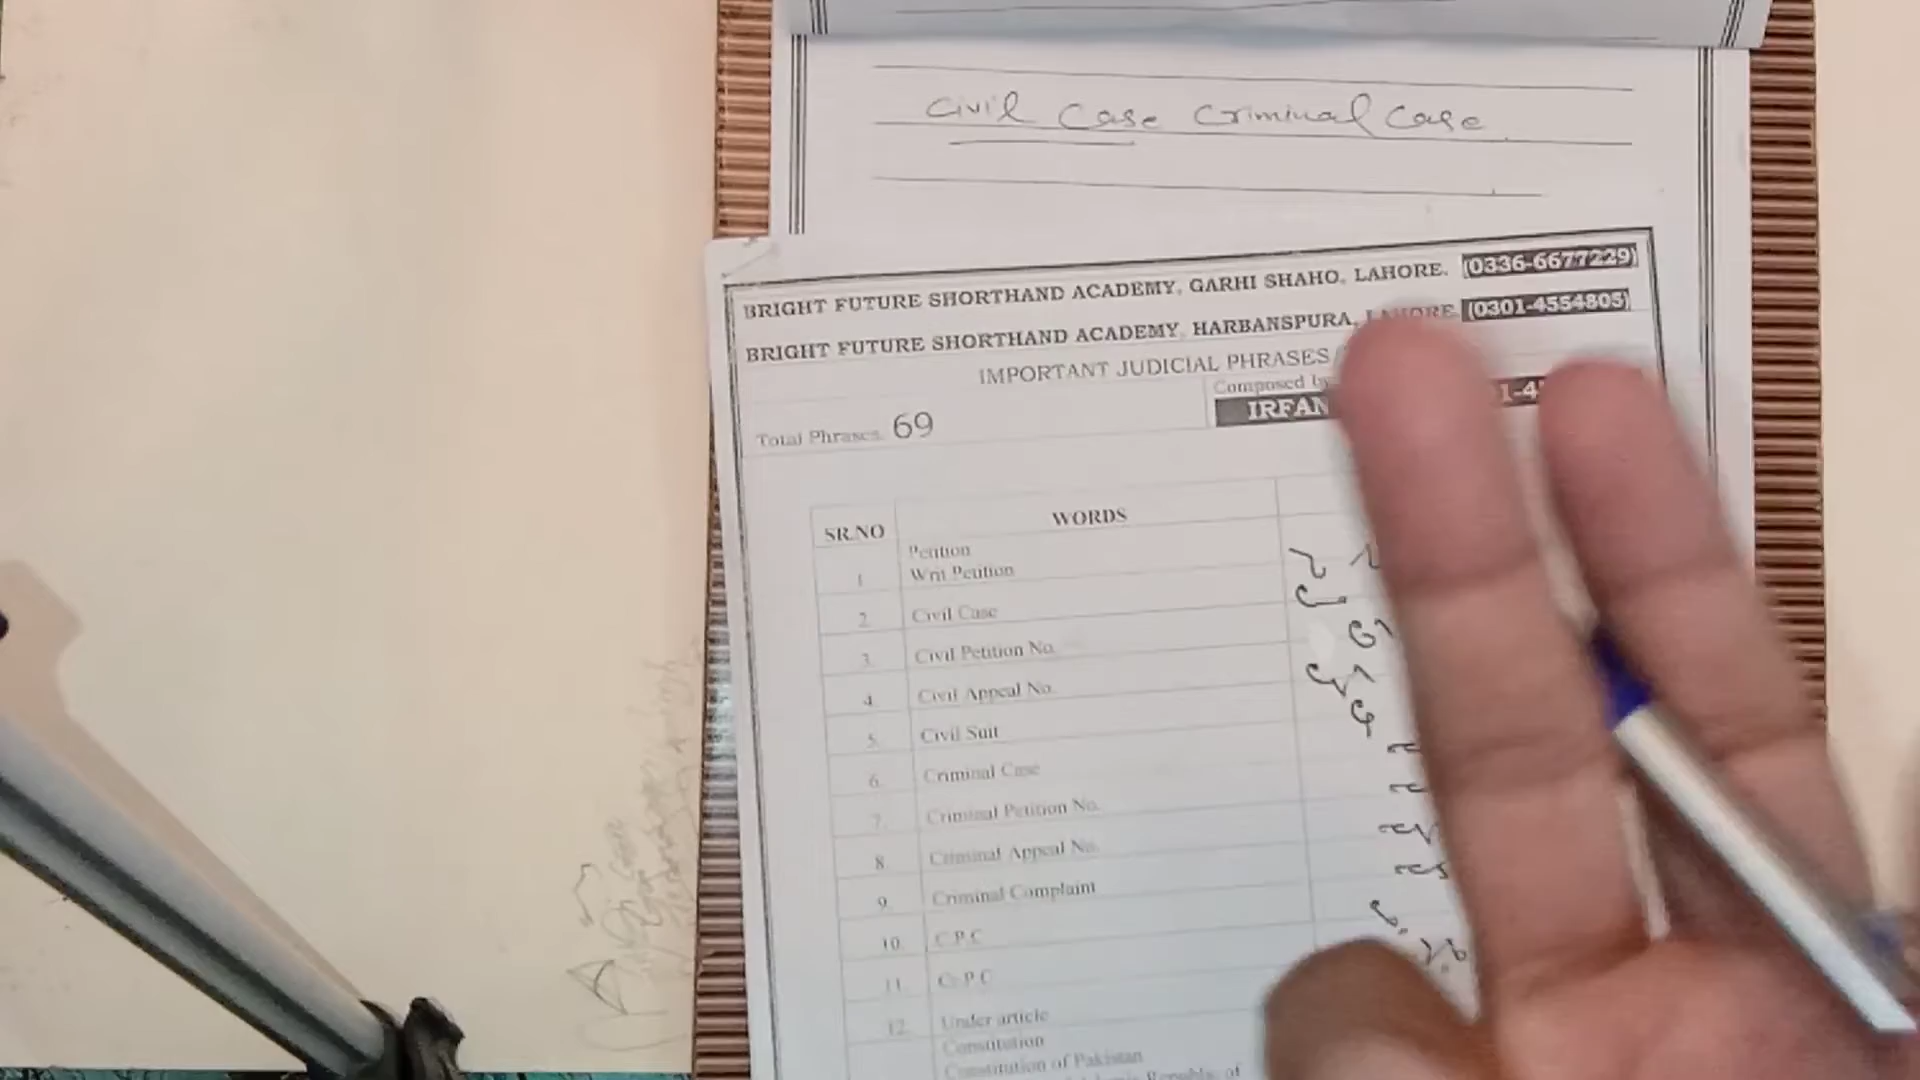 Civil Case Criminal Case
BRIGHT FUTURE SHORTHAND ACADEMY, GARHI SHAHO, LAHORE. (0336-6677229)
BRIGHT FUTURE SHORTHAND ACADEMY, HARBANSPURA, LAHORE. (0301-4554805)
IMPORTANT JUDICIAL PHRASES
Composed by
Total Phrases. 69 IRFAN
SR.NO WORDS
Petition
1. Writ Petition
2. Civil Case
3. Civil Petition No.
4. Civil Appeal No.
5. Civil Suit
6. Criminal Case
7. Criminal Petition No.
8. Criminal Appeal No.
9. Criminal Complaint
10. C.P.C
11. Cr.P.C
12. Under article
Constitution
Constitution of Pakistan
Republic of